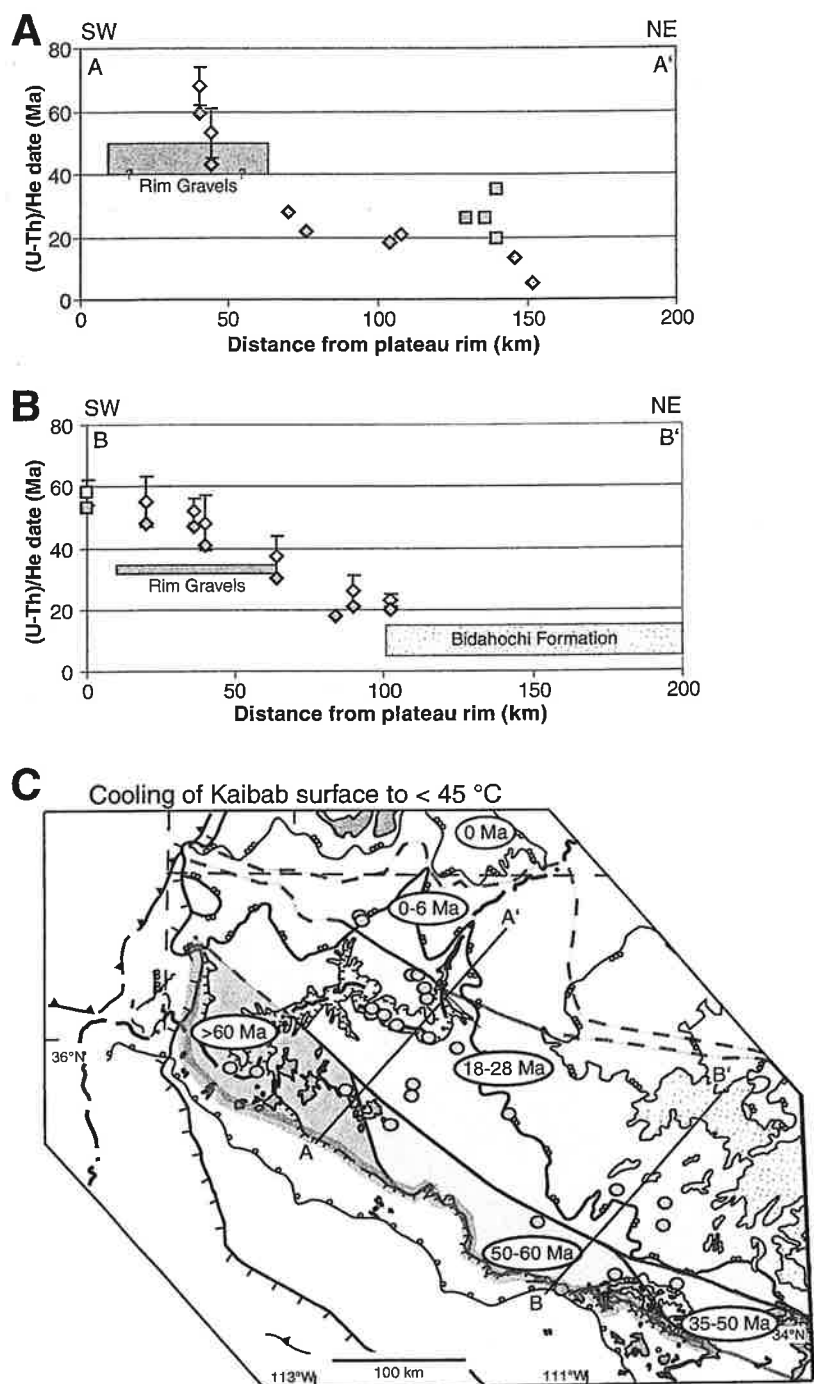 A
SW
NE
80
A
A'
60
40
? Rim Gravels ?
20
0
0
50
100
150
200
(U-Th)/He date (Ma)
Distance from plateau rim (km)
B
SW
NE
80
B
B'
60
40
Rim Gravels
20
Bidahochi Formation
0
0
50
100
150
200
(U-Th)/He date (Ma)
Distance from plateau rim (km)
C
Cooling of Kaibab surface to < 45 °C
0 Ma
0-6 Ma
A'
>60 Ma
36°N
18-28 Ma
B'
A
50-60 Ma
B
35-50 Ma
34°N
113°W
100 km
111°W